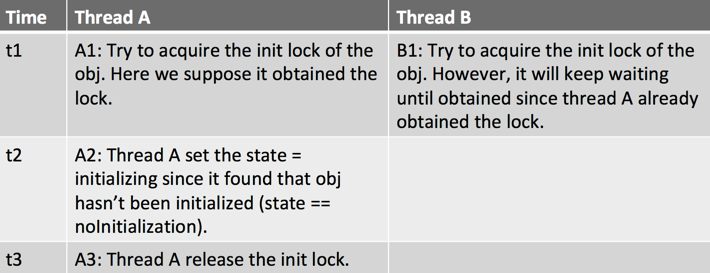 Time Thread A Thread B
t1 A1: Try to acquire the init lock of the B1: Try to acquire the init lock of the
obj. Here we suppose it obtained the obj. However, it will keep waiting
lock. until obtained since thread A already
obtained the lock.
t2 A2: Thread A set the state =
initializing since it found that obj
hasn’t been initialized (state ==
noInitialization).
t3 A3: Thread A release the init lock.